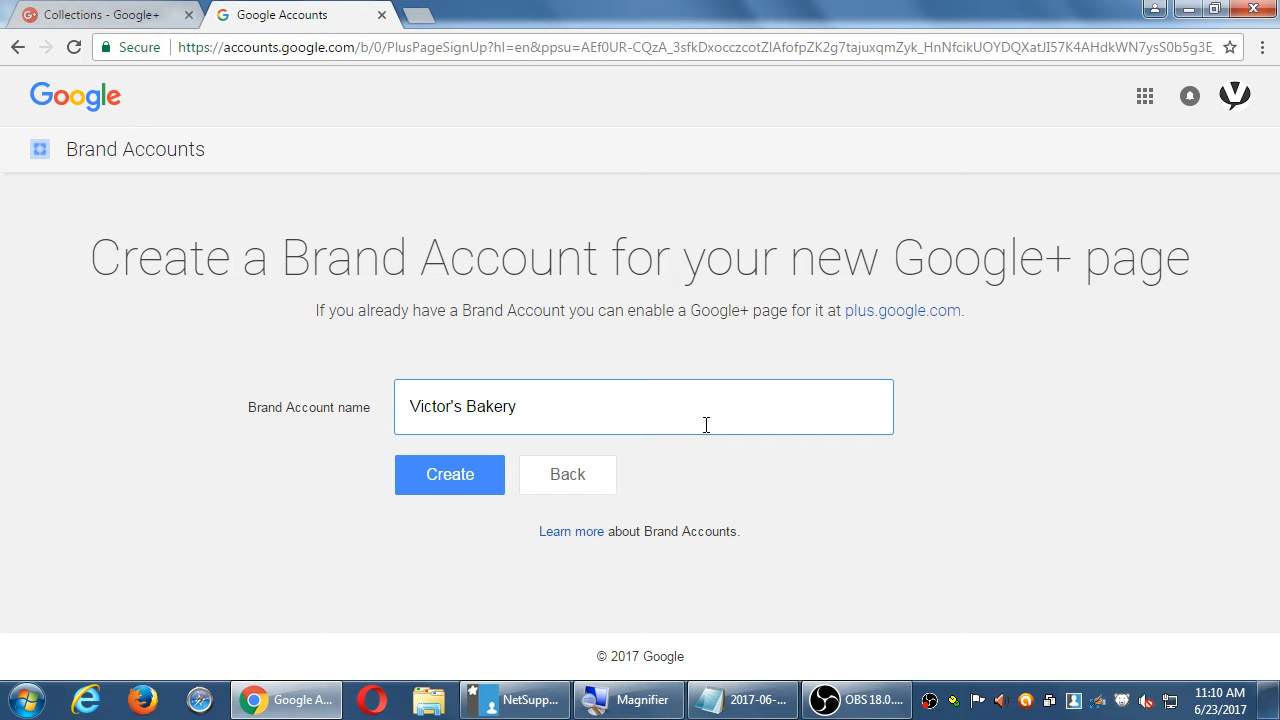 Collections - Google+
Google Accounts
Secure
https://accounts.google.com/b/0/PlusPageSignUp?hl=en&ppsu=AEf0UR-CQzA_3sfkDxocczcotZlAfofpZK2g7tajuxqmZyk_HnNfcikUOYDQXatJI57K4AHdkWN7ysS0b5g3E_
Google
Brand Accounts
Create a Brand Account for your new Google+ page
If you already have a Brand Account you can enable a Google+ page for it at plus.google.com.
Brand Account name
Victor's Bakery
Create
Back
Learn more about Brand Accounts.
© 2017 Google
Google A...
NetSupp...
Magnifier
2017-06-...
OBS 18.0....
11:10 AM
6/23/2017